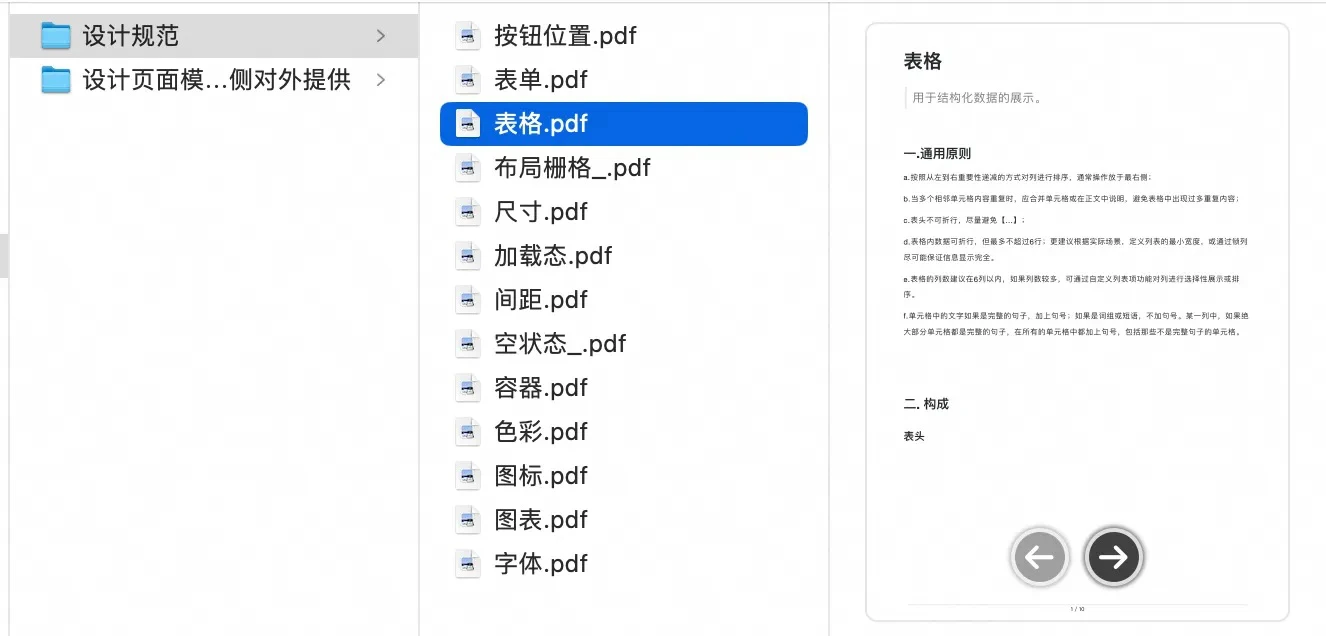 设计规范
设计页面模...侧对外提供
按钮位置.pdf
表单.pdf
表格.pdf
布局栅格_.pdf
尺寸.pdf
加载态.pdf
间距.pdf
空状态_.pdf
容器.pdf
色彩.pdf
图标.pdf
图表.pdf
字体.pdf
表格
用于结构化数据的展示。
一.通用原则
a.按照从左到右重要性递减的方式对列进行排序，通常操作放于最右侧；
b.当多个相邻单元格内容重复时，应合并单元格或在正文中说明，避免表格中出现过多重复内容；
c.表头不可折行，尽量避免【...】；
d.表格内数据可折行，但最多不超过6行；更建议根据实际场景，定义列表的最小宽度，或通过锁列
尽可能保证信息显示完全。
e.表格的列数建议在6列以内，如果列数较多，可通过自定义列表项功能对列进行选择性展示或排
序。
f.单元格中的文字如果是完整的句子，加上句号；如果是词组或短语，不加句号。某一列中，如果绝
大部分单元格都是完整的句子，在所有的单元格中都加上句号，包括那些不是完整句子的单元格。
二. 构成
表头
1 / 10